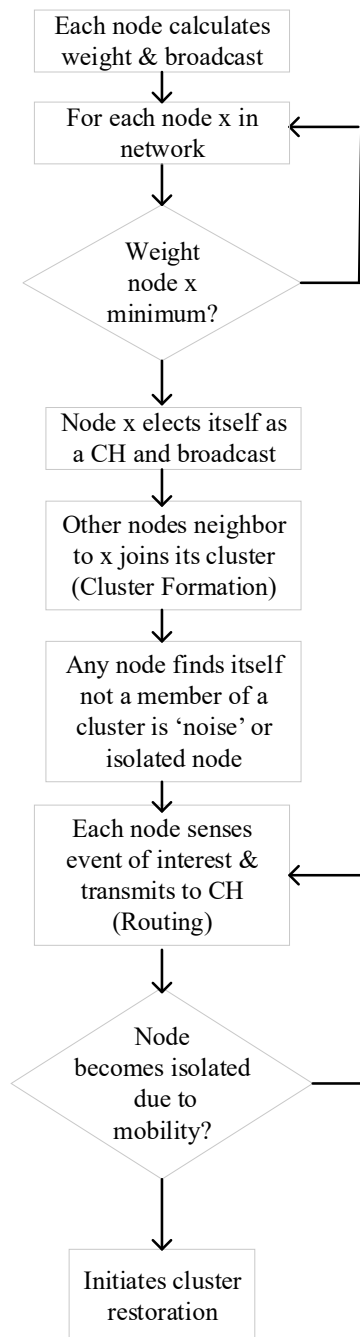 Each node calculates
weight & broadcast
For each node x in
network
Weight
node x
minimum?
Node x elects itself as
a CH and broadcast
Other nodes neighbor
to x joins its cluster
(Cluster Formation)
Any node finds itself
not a member of a
cluster is ‘noise’ or
isolated node
Each node senses
event of interest &
transmits to CH
(Routing)
Node
becomes isolated
due to
mobility?
Initiates cluster
restoration